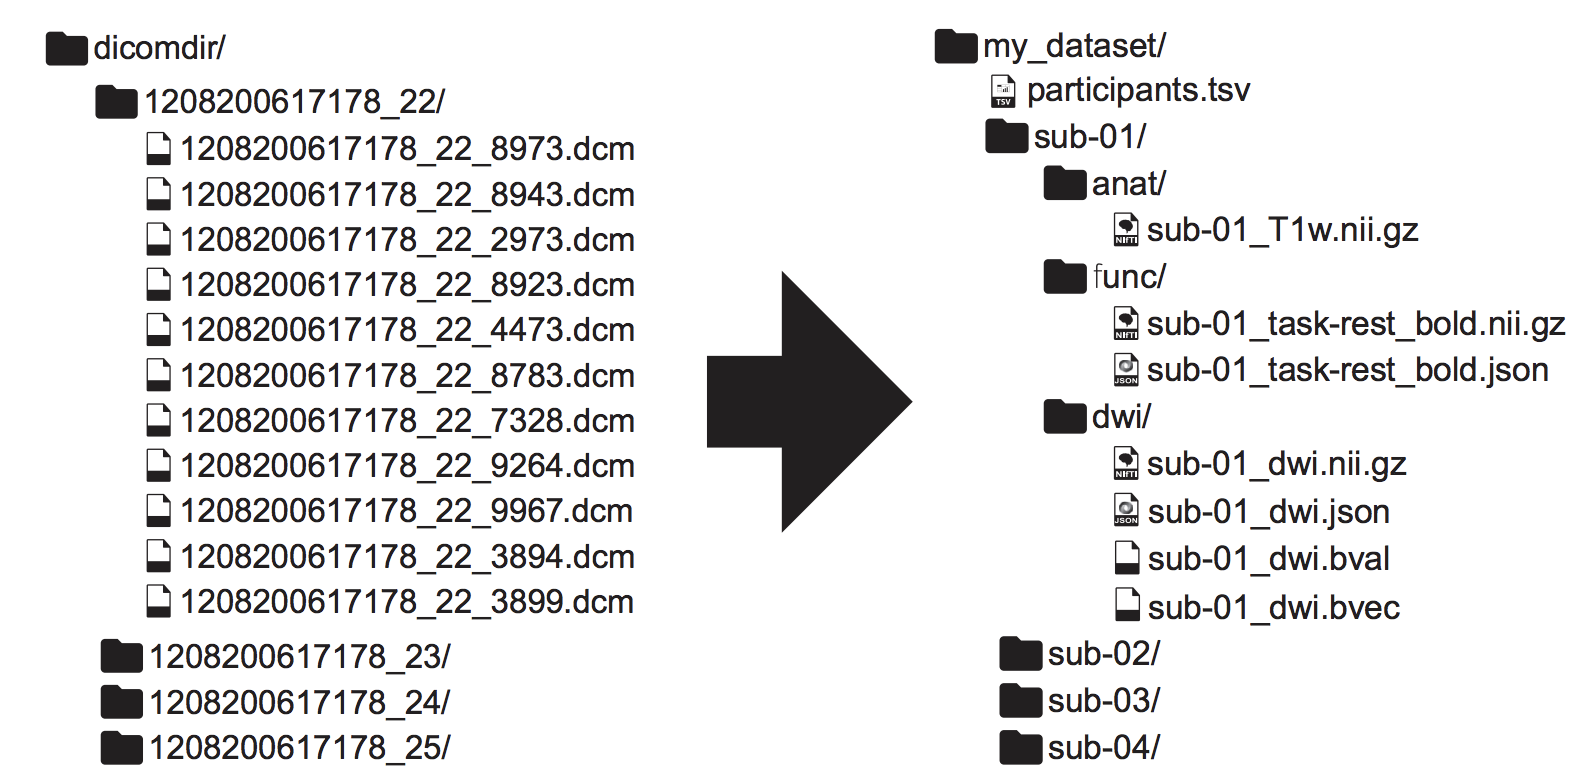 dicomdir/
1208200617178_22/
1208200617178_22_8973.dcm
1208200617178_22_8943.dcm
1208200617178_22_2973.dcm
1208200617178_22_8923.dcm
1208200617178_22_4473.dcm
1208200617178_22_8783.dcm
1208200617178_22_7328.dcm
1208200617178_22_9264.dcm
1208200617178_22_9967.dcm
1208200617178_22_3894.dcm
1208200617178_22_3899.dcm
1208200617178_23/
1208200617178_24/
1208200617178_25/
my_dataset/
TSV participants.tsv
sub-01/
anat/
NIfTI sub-01_T1w.nii.gz
func/
NIfTI sub-01_task-rest_bold.nii.gz
JSON sub-01_task-rest_bold.json
dwi/
NIfTI sub-01_dwi.nii.gz
JSON sub-01_dwi.json
sub-01_dwi.bval
sub-01_dwi.bvec
sub-02/
sub-03/
sub-04/